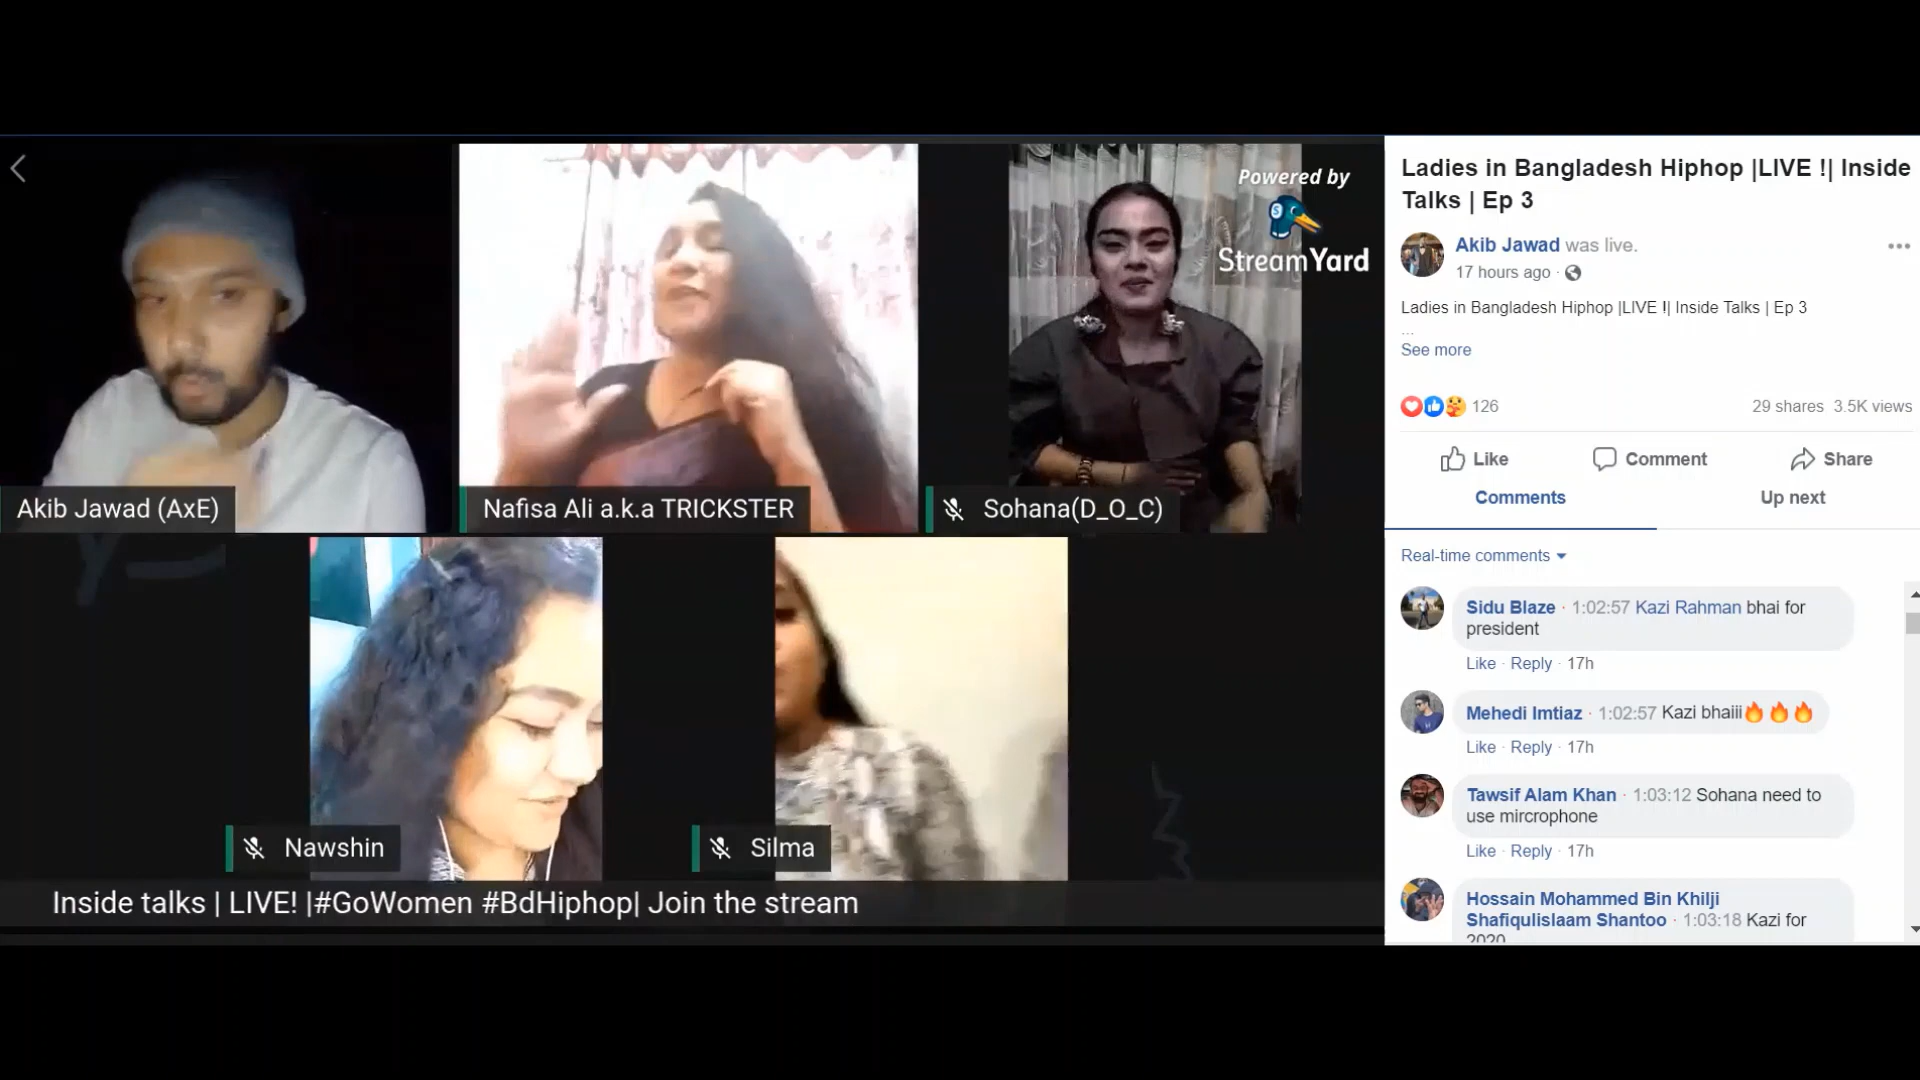 Powered by
StreamYard
Akib Jawad (AxE)
Nafisa Ali a.k.a TRICKSTER
Sohana(D_O_C)
Nawshin
Silma
Inside talks | LIVE! |#GoWomen #BdHiphop| Join the stream
Ladies in Bangladesh Hiphop |LIVE !| Inside
Talks | Ep 3
Akib Jawad was live.
17 hours ago ·
Ladies in Bangladesh Hiphop |LIVE !| Inside Talks | Ep 3
...
See more
126
29 shares 3.5K views
Like Comment Share
Comments Up next
Real-time comments
Sidu Blaze · 1:02:57 Kazi Rahman bhai for
president
Like · Reply · 17h
Mehedi Imtiaz · 1:02:57 Kazi bhaiii🔥🔥🔥
Like · Reply · 17h
Tawsif Alam Khan · 1:03:12 Sohana need to
use mircrophone
Like · Reply · 17h
Hossain Mohammed Bin Khilji
Shafiqulislaam Shantoo · 1:03:18 Kazi for
2020